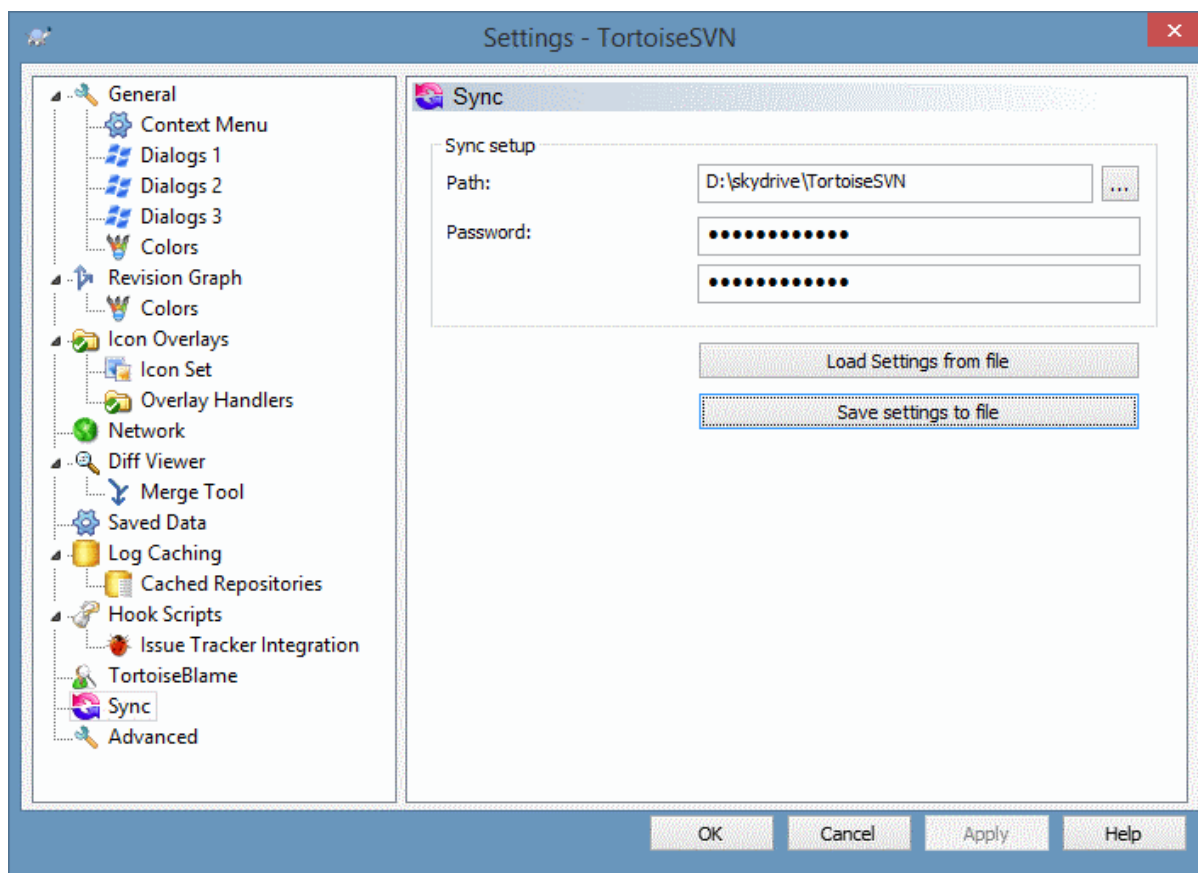 Settings - TortoiseSVN
General
Context Menu
Dialogs 1
Dialogs 2
Dialogs 3
Colors
Revision Graph
Colors
Icon Overlays
Icon Set
Overlay Handlers
Network
Diff Viewer
Merge Tool
Saved Data
Log Caching
Cached Repositories
Hook Scripts
Issue Tracker Integration
TortoiseBlame
Sync
Advanced
Sync
Sync setup
Path:
D:\skydrive\TortoiseSVN
...
Password:
●●●●●●●●●●●●
●●●●●●●●●●●●
Load Settings from file
Save settings to file
OK
Cancel
Apply
Help